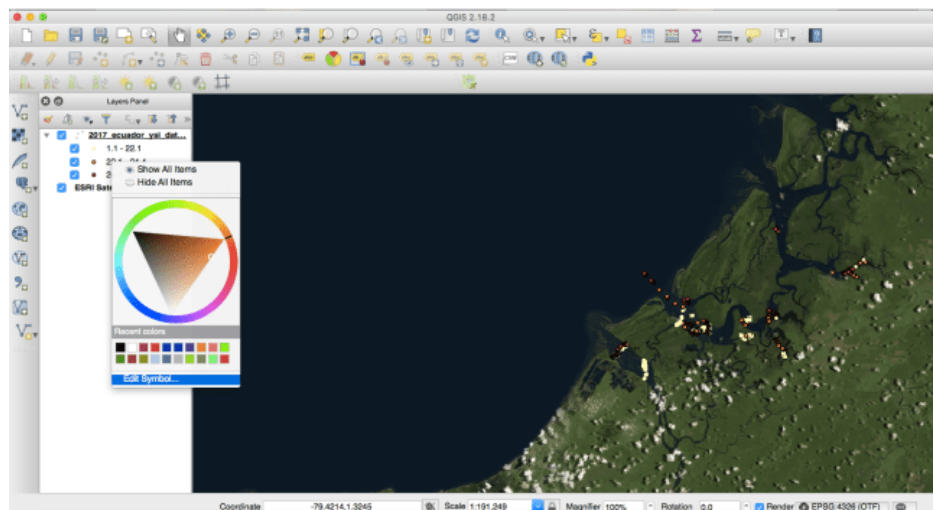 QGIS 2.18.2
Layers Panel
2017_ecuador_ysi_dat...
1.1 - 22.1
ESRI Sat
Show All Items
Hide All Items
Recent colors
Edit Symbol...
Coordinate
-79.4214,1.3245
Scale 1:191,249
Magnifier 100%
Rotation 0.0
Render
EPSG:4326 (OTF)